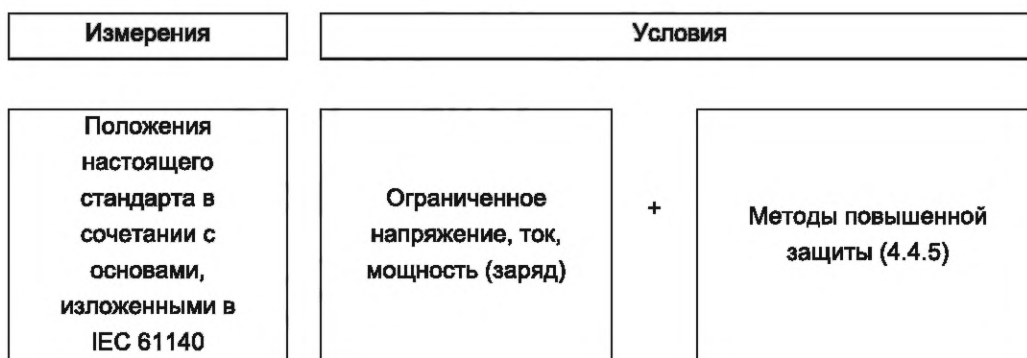 Измерения
Условия
Положения
настоящего
стандарта в
сочетании с
основами,
изложенными в
IEC 61140
Ограниченное
напряжение, ток,
мощность (заряд)
+
Методы повышенной
защиты (4.4.5)